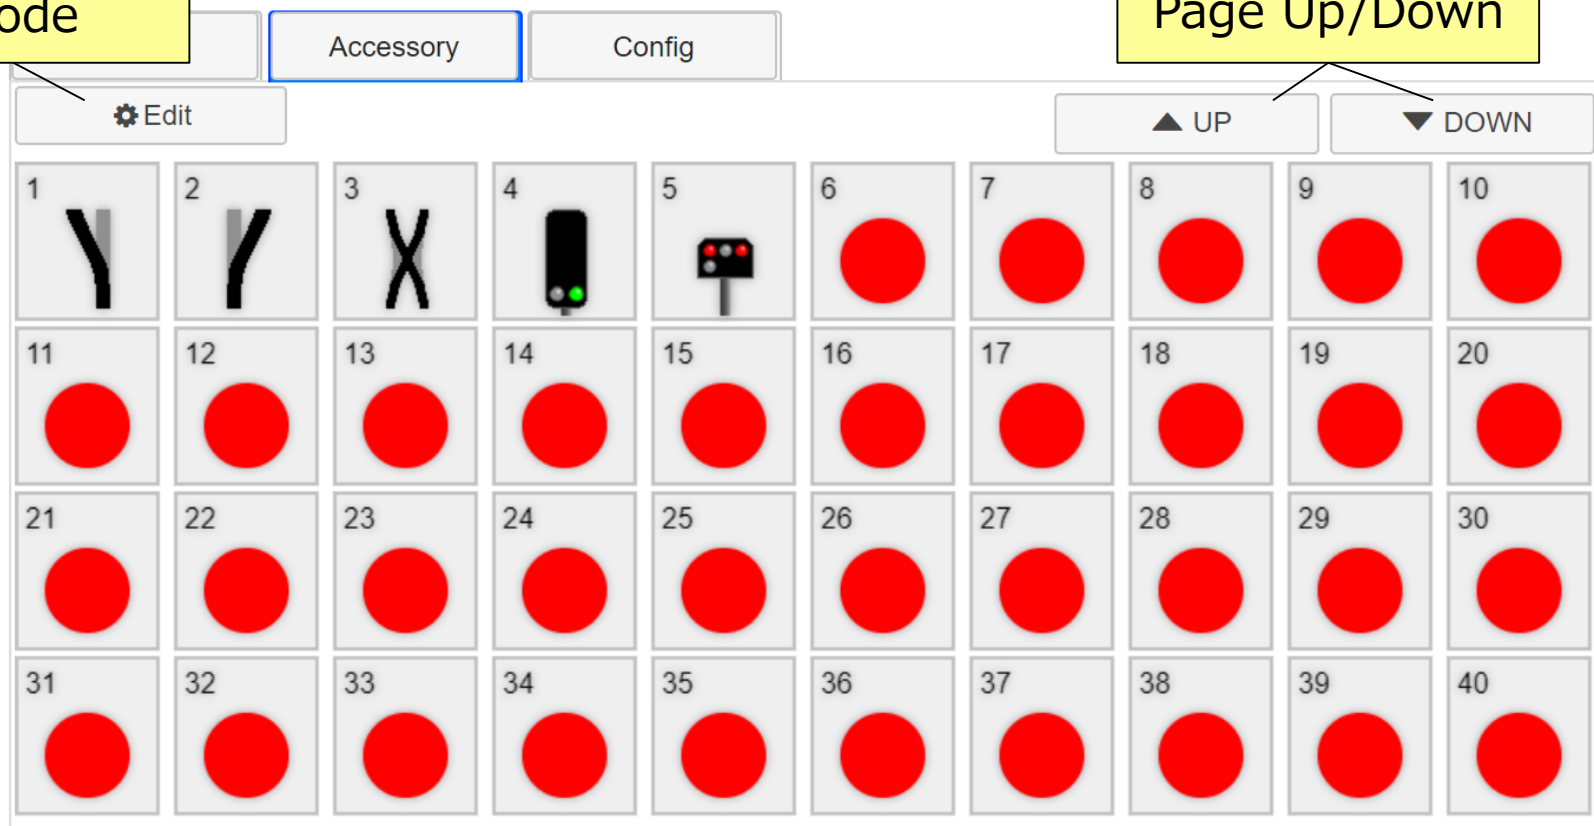 ode
Page Up/Down
Accessory
Config
Edit
UP
DOWN
1 2 3 4 5 6 7 8 9 10
11 12 13 14 15 16 17 18 19 20
21 22 23 24 25 26 27 28 29 30
31 32 33 34 35 36 37 38 39 40